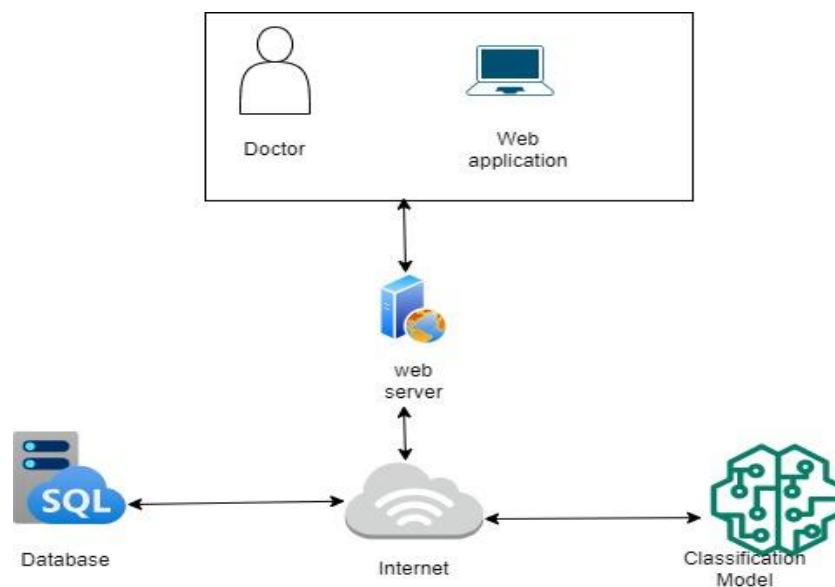 Doctor
Web
application
web
server
SQL
Database
Internet
Classification
Model